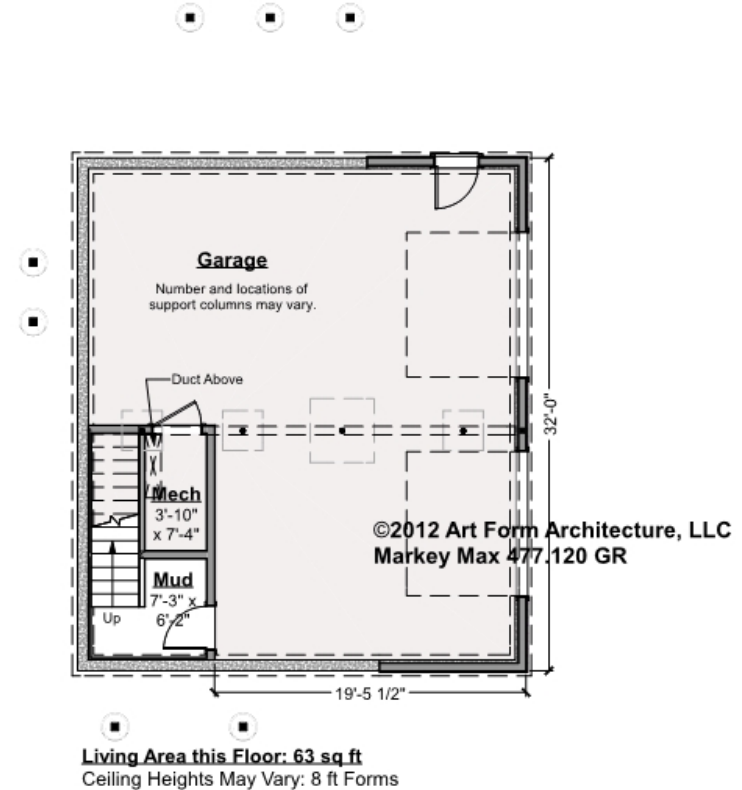 Garage
Number and locations of
support columns may vary.
Duct Above
32'-0"
Mech
3'-10"
x 7'-4"
©2012 Art Form Architecture, LLC
Markey Max 477.120 GR
Mud
7'-3" x
6'-2"
Up
19'-5 1/2"
Living Area this Floor: 63 sq ft
Ceiling Heights May Vary: 8 ft Forms